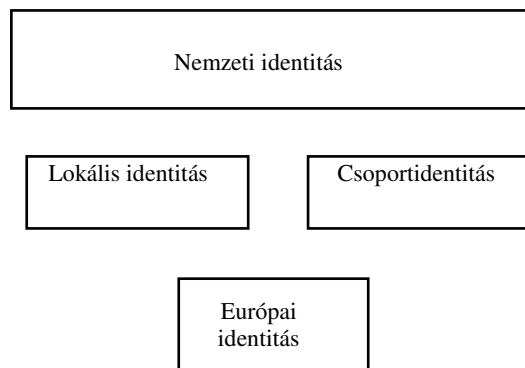 Nemzeti identitás
Lokális identitás
Csoportidentitás
Európai
identitás